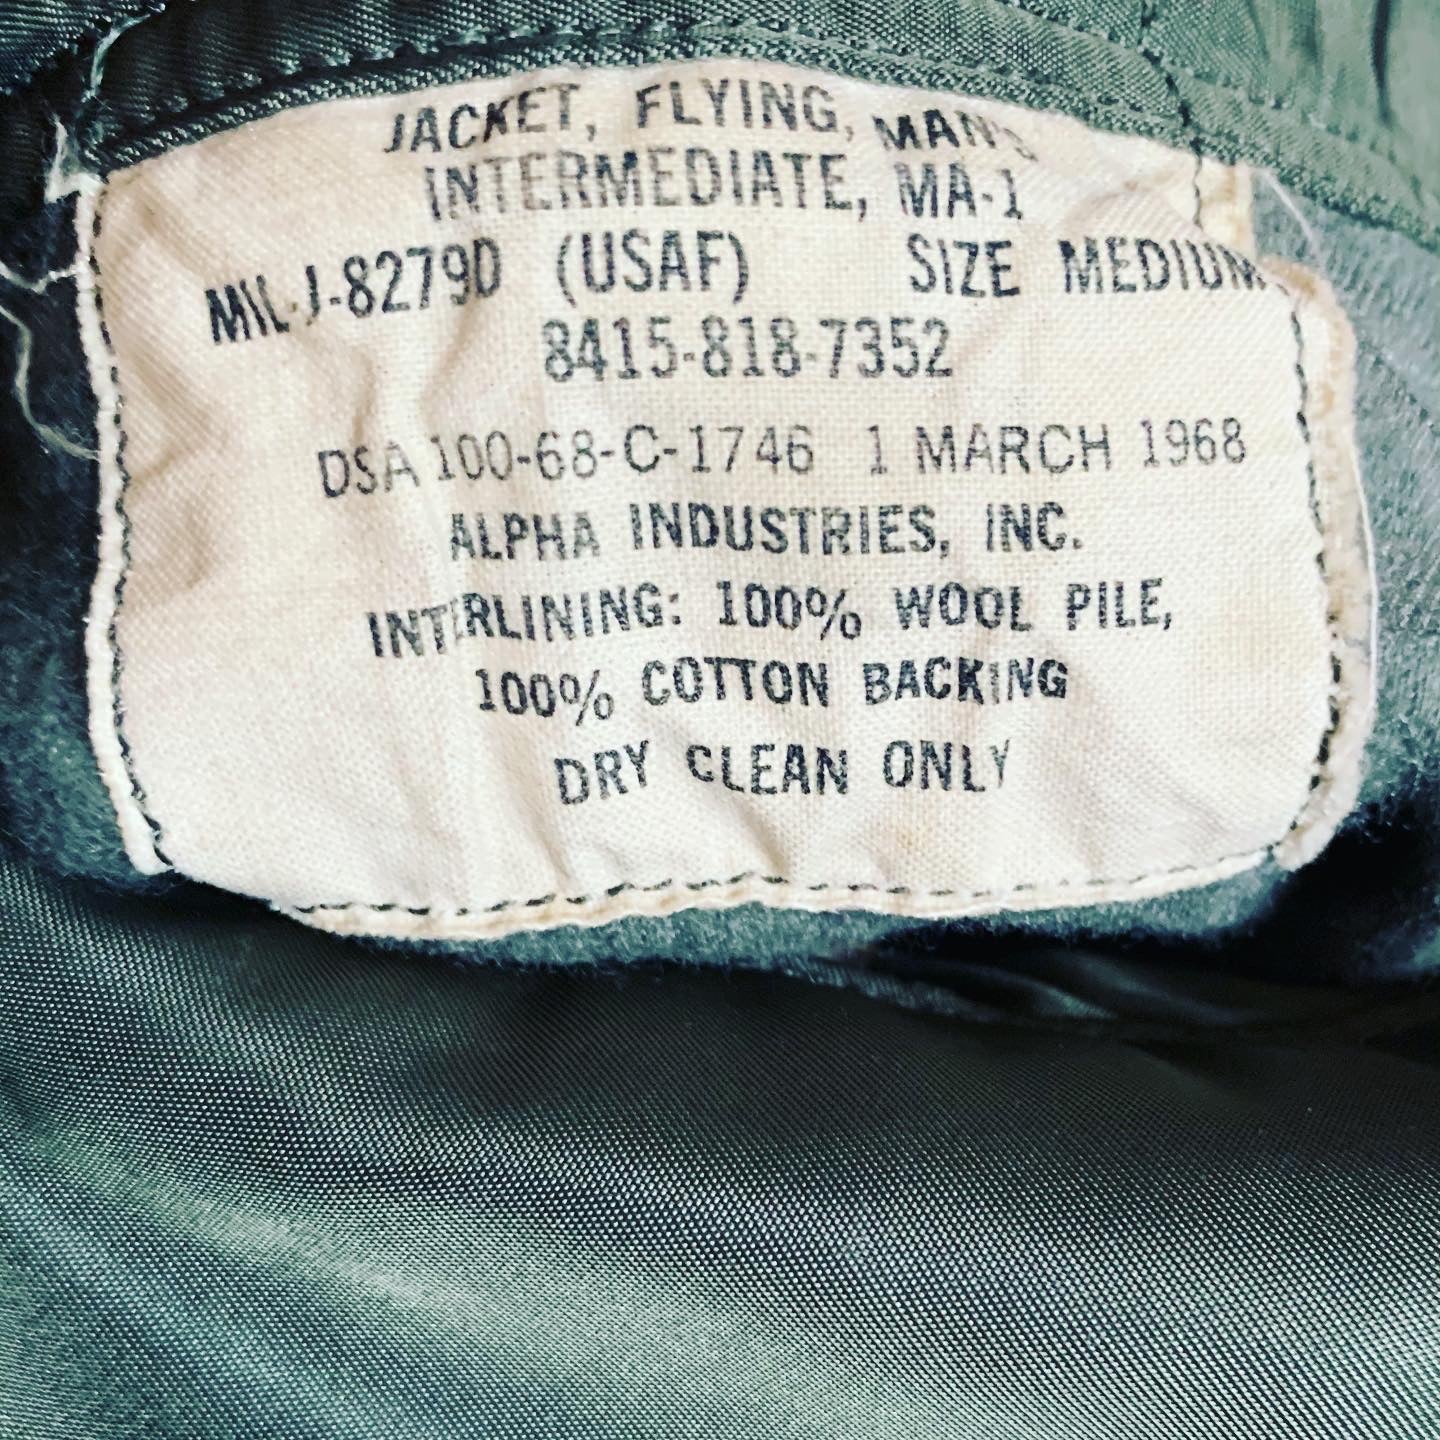 JACKET, FLYING, MAN'S
INTERMEDIATE, MA-1
MIL-J-8279D (USAF) SIZE MEDIUM
8415-818-7352
DSA 100-68-C-1746 1 MARCH 1968
ALPHA INDUSTRIES, INC.
INTERLINING: 100% WOOL PILE,
100% COTTON BACKING
DRY CLEAN ONLY